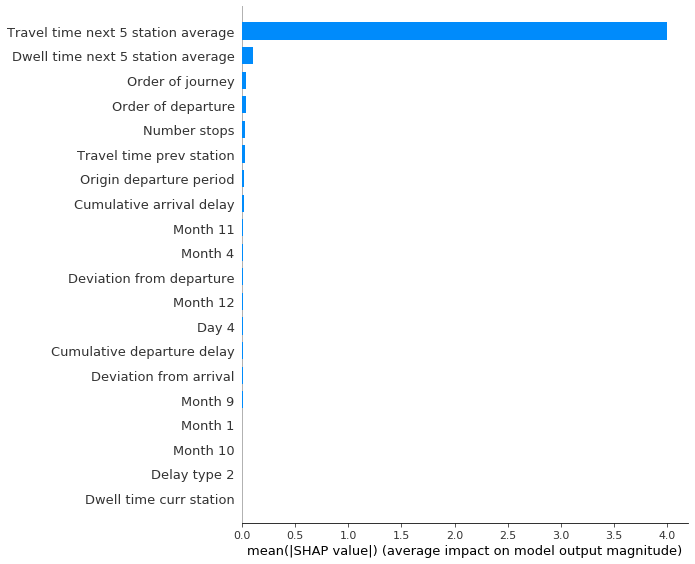 Travel time next 5 station average
Dwell time next 5 station average
Order of journey
Order of departure
Number stops
Travel time prev station
Origin departure period
Cumulative arrival delay
Month 11
Month 4
Deviation from departure
Month 12
Day 4
Cumulative departure delay
Deviation from arrival
Month 9
Month 1
Month 10
Delay type 2
Dwell time curr station
0.0 0.5 1.0 1.5 2.0 2.5 3.0 3.5 4.0
mean(|SHAP value|) (average impact on model output magnitude)